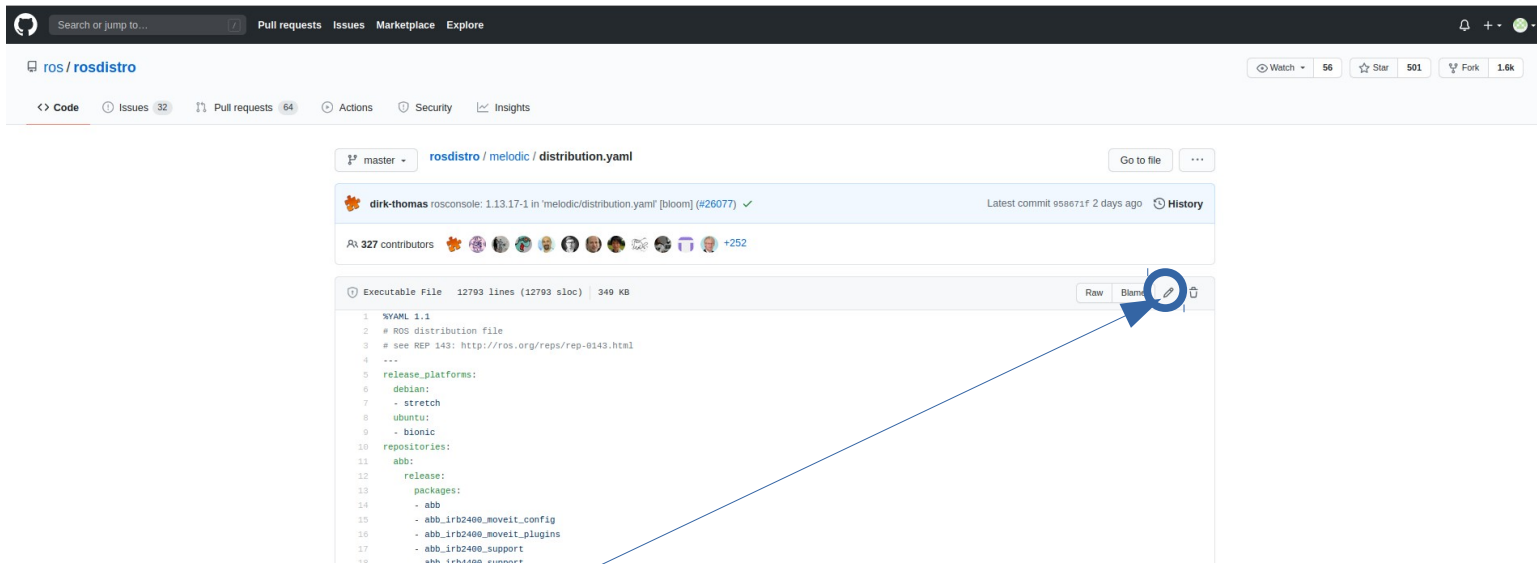 Search or jump to... / Pull requests Issues Marketplace Explore
ros / rosdistro
Watch 56 Star 501 Fork 1.6k
<> Code Issues 32 Pull requests 64 Actions Security Insights
master rosdistro / melodic / distribution.yaml Go to file ...
dirk-thomas rosconsole: 1.13.17-1 in 'melodic/distribution.yaml' [bloom] (#26077) Latest commit 958671f 2 days ago History
327 contributors +252
Executable File 12793 lines (12793 sloc) 349 KB Raw Blame
1 %YAML 1.1
2 # ROS distribution file
3 # see REP 143: http://ros.org/reps/rep-0143.html
4 ---
5 release_platforms:
6 debian:
7 - stretch
8 ubuntu:
9 - bionic
10 repositories:
11 abb:
12 release:
13 packages:
14 - abb
15 - abb_irb2400_moveit_config
16 - abb_irb2400_moveit_plugins
17 - abb_irb2400_support
18 - abb_irb4400_support